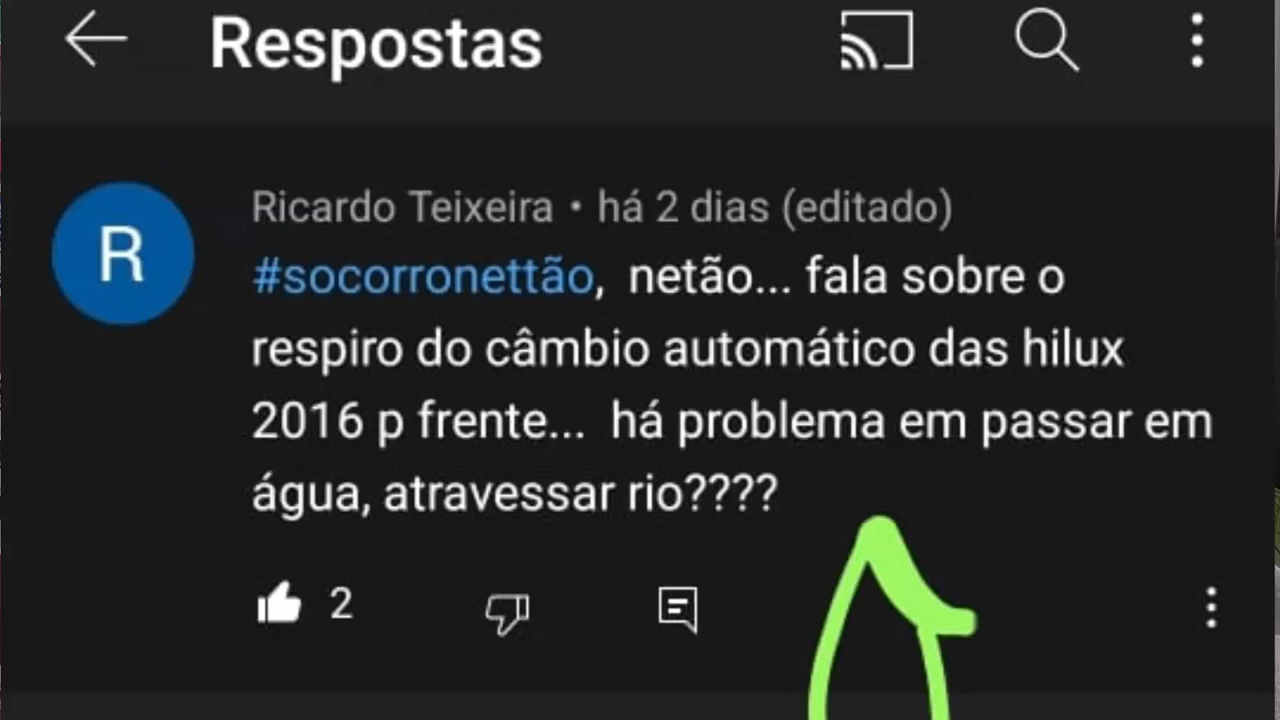 Respostas
R
Ricardo Teixeira • há 2 dias (editado)
#socorronettão, netão... fala sobre o
respiro do câmbio automático das hilux
2016 p frente... há problema em passar em
água, atravessar rio????
2